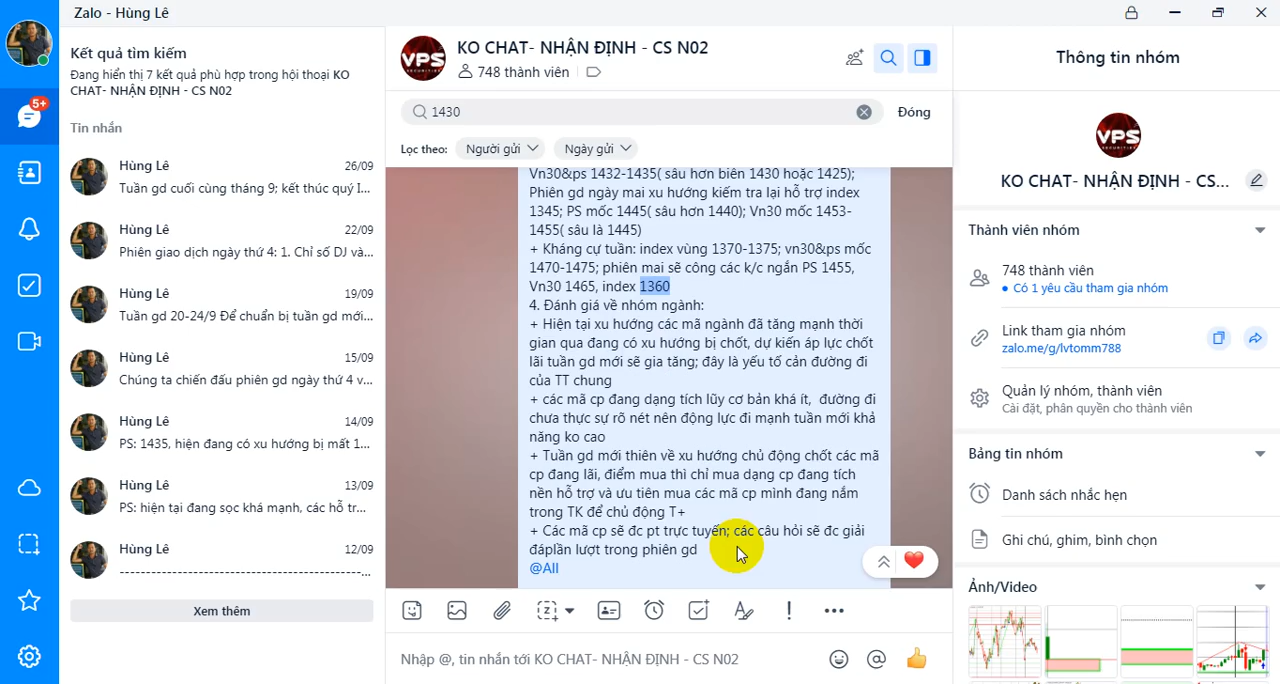 Zalo - Hùng Lê
5+
Kết quả tìm kiếm
Đang hiển thị 7 kết quả phù hợp trong hội thoại KO
CHAT- NHẬN ĐỊNH - CS N02
Tin nhắn
Hùng Lê 26/09
Tuần gd cuối cùng tháng 9; kết thúc quý I...
Hùng Lê 22/09
Phiên giao dịch ngày thứ 4: 1. Chỉ số DJ và...
Hùng Lê 19/09
Tuần gd 20-24/9 Để chuẩn bị tuần gd mới...
Hùng Lê 15/09
Chúng ta chiến đấu phiên gd ngày thứ 4 v...
Hùng Lê 14/09
PS: 1435, hiện đang có xu hướng bị mất 1...
Hùng Lê 13/09
PS: hiện tại đang sọc khá mạnh, các hỗ tr...
Hùng Lê 12/09
--------------------------------------...
Xem thêm
VPS
SECURITIES
KO CHAT- NHẬN ĐỊNH - CS N02
748 thành viên
1430
Đóng
Lọc theo: Người gửi Ngày gửi
Vn30&ps 1432-1435( sâu hơn biên 1430 hoặc 1425);
Phiên gd ngày mai xu hướng kiểm tra lại hỗ trợ index
1345; PS mốc 1445( sâu hơn 1440); Vn30 mốc 1453-
1455( sâu là 1445)
+ Kháng cự tuần: index vùng 1370-1375; vn30&ps mốc
1470-1475; phiên mai sẽ công các k/c ngắn PS 1455,
Vn30 1465, index 1360
4. Đánh giá về nhóm ngành:
+ Hiện tại xu hướng các mã ngành đã tăng mạnh thời
gian qua đang có xu hướng bị chốt, dự kiến áp lực chốt
lãi tuần gd mới sẽ gia tăng; đây là yếu tố cản đường đi
của TT chung
+ các mã cp đang dạng tích lũy cơ bản khá ít, đường đi
chưa thực sự rõ nét nên động lực đi mạnh tuần mới khả
năng ko cao
+ Tuần gd mới thiên về xu hướng chủ động chốt các mã
cp đang lãi, điểm mua thì chỉ mua dạng cp đang tích
nền hỗ trợ và ưu tiên mua các mã cp mình đang nắm
trong TK để chủ động T+
+ Các mã cp sẽ đc pt trực tuyến; các câu hỏi sẽ đc giải
đáplần lượt trong phiên gd
@All
Nhập @, tin nhắn tới KO CHAT- NHẬN ĐỊNH - CS N02
Thông tin nhóm
VPS
SECURITIES
KO CHAT- NHẬN ĐỊNH - CS...
Thành viên nhóm
748 thành viên
Có 1 yêu cầu tham gia nhóm
Link tham gia nhóm
zalo.me/g/lvtomm788
Quản lý nhóm, thành viên
Cài đặt, phân quyền cho thành viên
Bảng tin nhóm
Danh sách nhắc hẹn
Ghi chú, ghim, bình chọn
Ảnh/Video